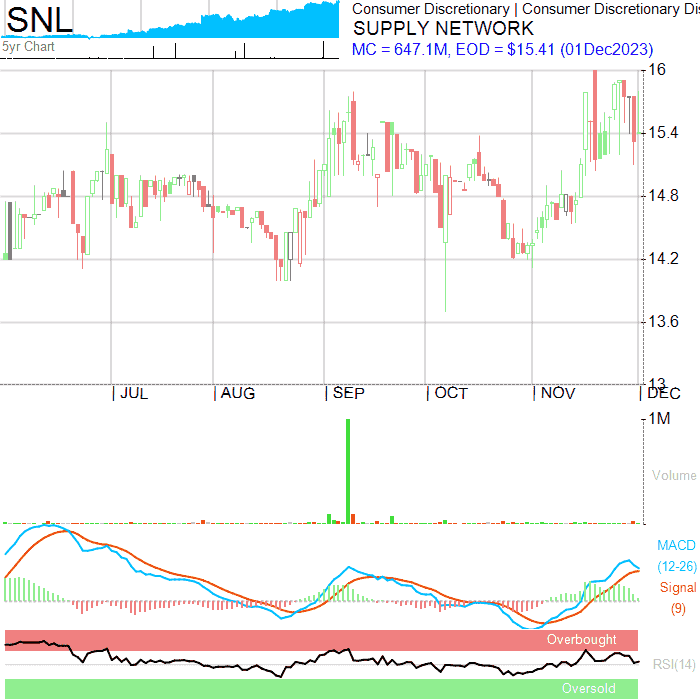 SNL
Consumer Discretionary | Consumer Discretionary Dis
SUPPLY NETWORK
5yr Chart
MC = 647.1M, EOD = $15.41 (01Dec2023)
16
15.4
14.8
14.2
13.6
13
JUL
AUG
SEP
OCT
NOV
DEC
1M
Volume
MACD
(12-26)
Signal
(9)
Overbought
RSI(14)
Oversold